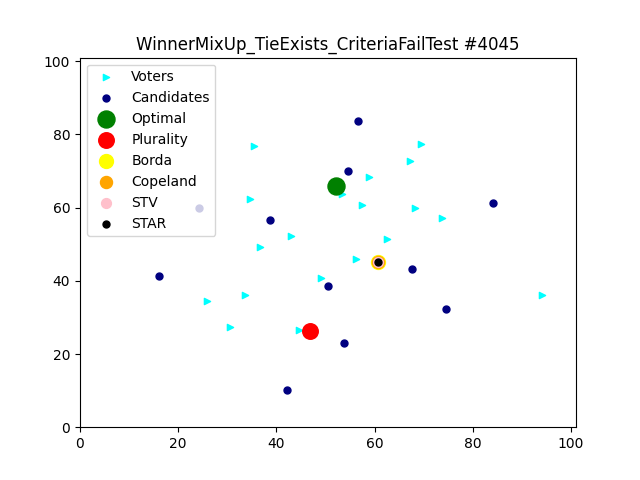 WinnerMixUp_TieExists_CriteriaFailTest #4045
Voters
Candidates
Optimal
Plurality
Borda
Copeland
STV
STAR
100
80
60
40
20
0
0 20 40 60 80 100